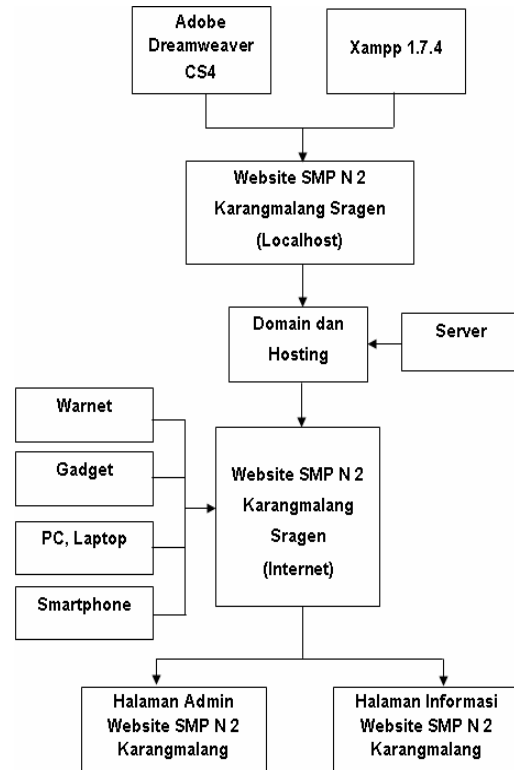 Adobe
Dreamweaver
CS4
Xampp 1.7.4
Website SMP N 2
Karangmalang Sragen
(Localhost)
Domain dan
Hosting
Server
Warnet
Gadget
PC, Laptop
Smartphone
Website SMP N 2
Karangmalang
Sragen
(Internet)
Halaman Admin
Website SMP N 2
Karangmalang
Halaman Informasi
Website SMP N 2
Karangmalang